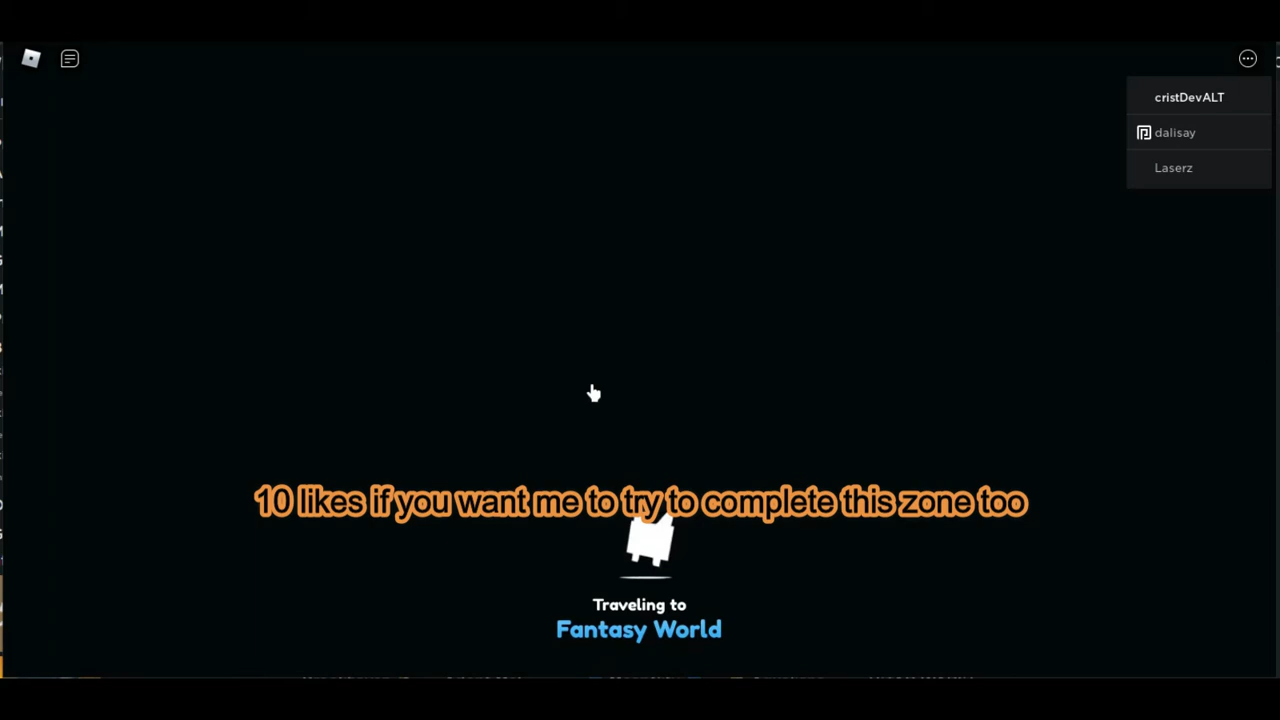 cristDevALT
dalisay
Laserz
10 likes if you want me to try to complete this zone too
Traveling to
Fantasy World